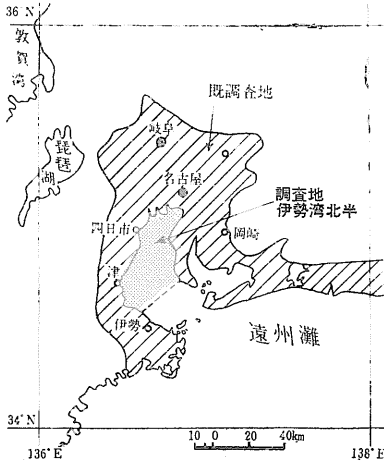 36°N
敦賀湾
琵琶湖
既調査地
岐阜
名古屋
調査地
伊勢湾北半
四日市
岡崎
津
伊勢
遠州灘
34°N
136°E
138°E
10 0 20 40km